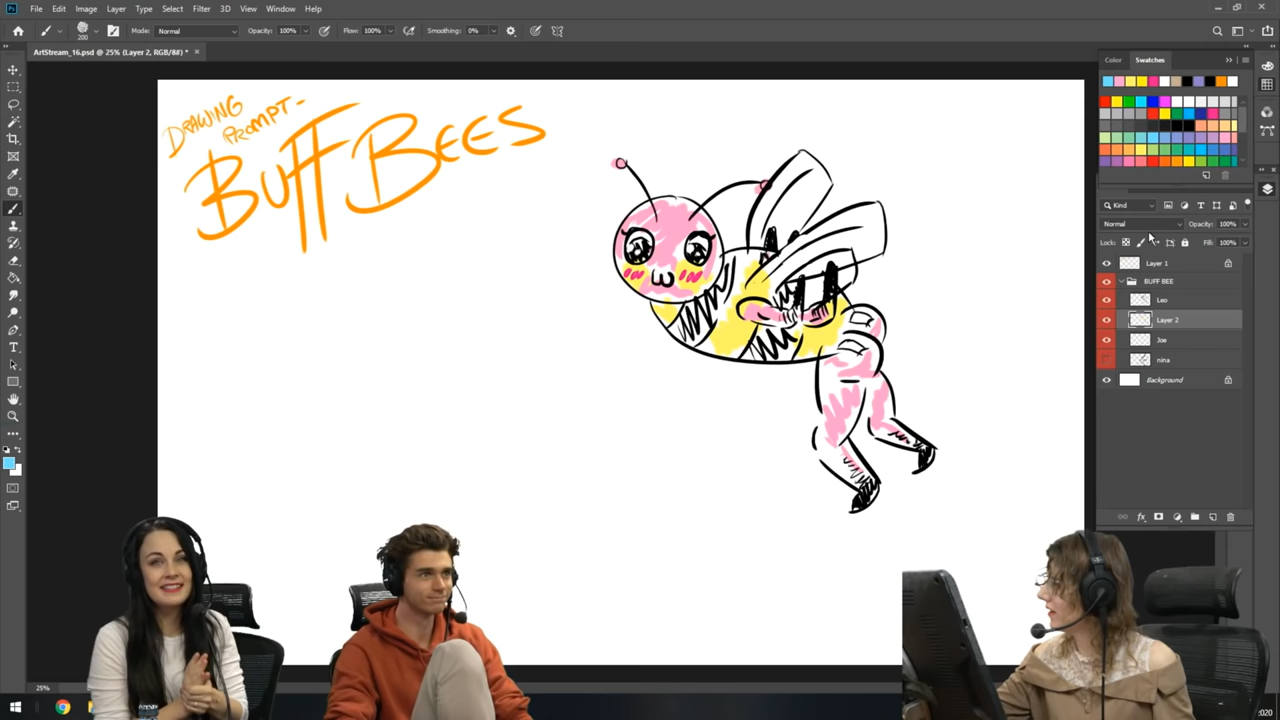 File Edit Image Layer Type Select Filter 3D View Window Help
200 Mode: Normal Opacity: 100% Flow: 100% Smoothing: 0%
ArtStream_16.psd @ 25% (Layer 2, RGB/8#) *
Color Swatches
DRAWING
PROMPT-
BUFF BEES
Kind
Normal Opacity: 100%
Lock: Fill: 100%
Layer 1
BUFF BEE
Leo
Layer 2
Joe
nina
Background
25%
:020